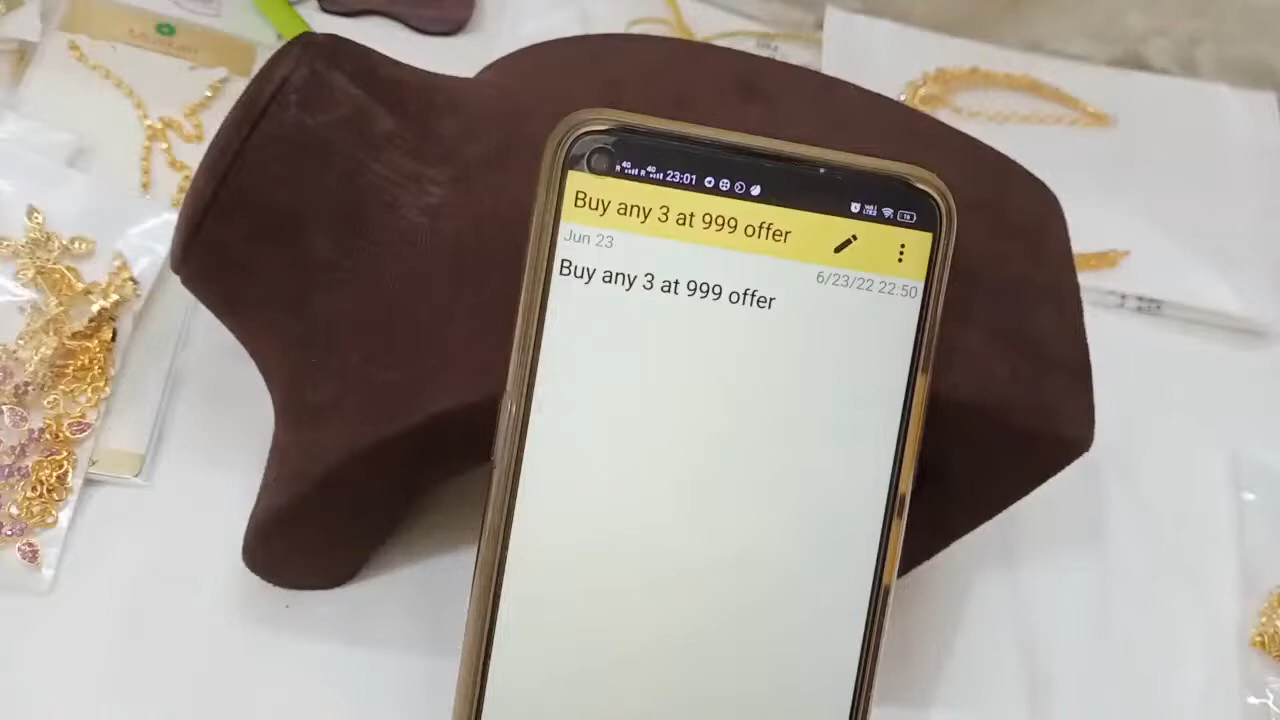 23:01
Buy any 3 at 999 offer
Jun 23
6/23/22 22:50
Buy any 3 at 999 offer